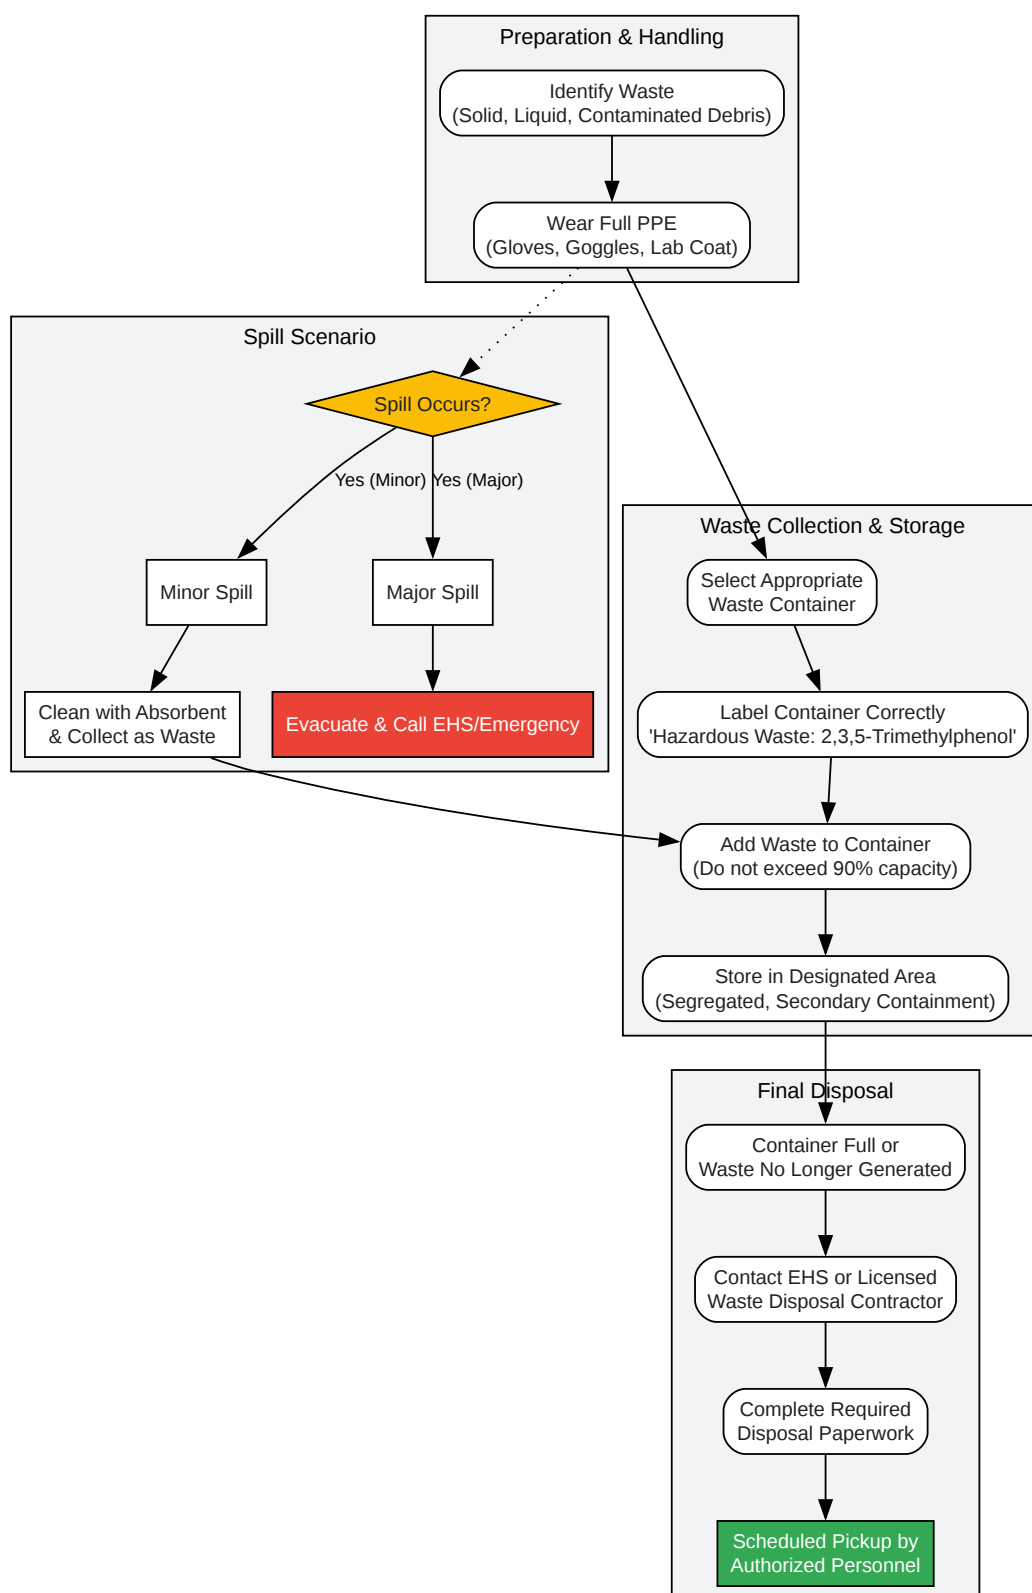 Preparation & Handling
Identify Waste
(Solid, Liquid, Contaminated Debris)
Wear Full PPE
(Gloves, Goggles, Lab Coat)
Spill Scenario
Spill Occurs?
Yes (Minor)
Yes (Major)
Minor Spill
Major Spill
Clean with Absorbent
& Collect as Waste
Evacuate & Call EHS/Emergency
Waste Collection & Storage
Select Appropriate
Waste Container
Label Container Correctly
'Hazardous Waste: 2,3,5-Trimethylphenol'
Add Waste to Container
(Do not exceed 90% capacity)
Store in Designated Area
(Segregated, Secondary Containment)
Final Disposal
Container Full or
Waste No Longer Generated
Contact EHS or Licensed
Waste Disposal Contractor
Complete Required
Disposal Paperwork
Scheduled Pickup by
Authorized Personnel